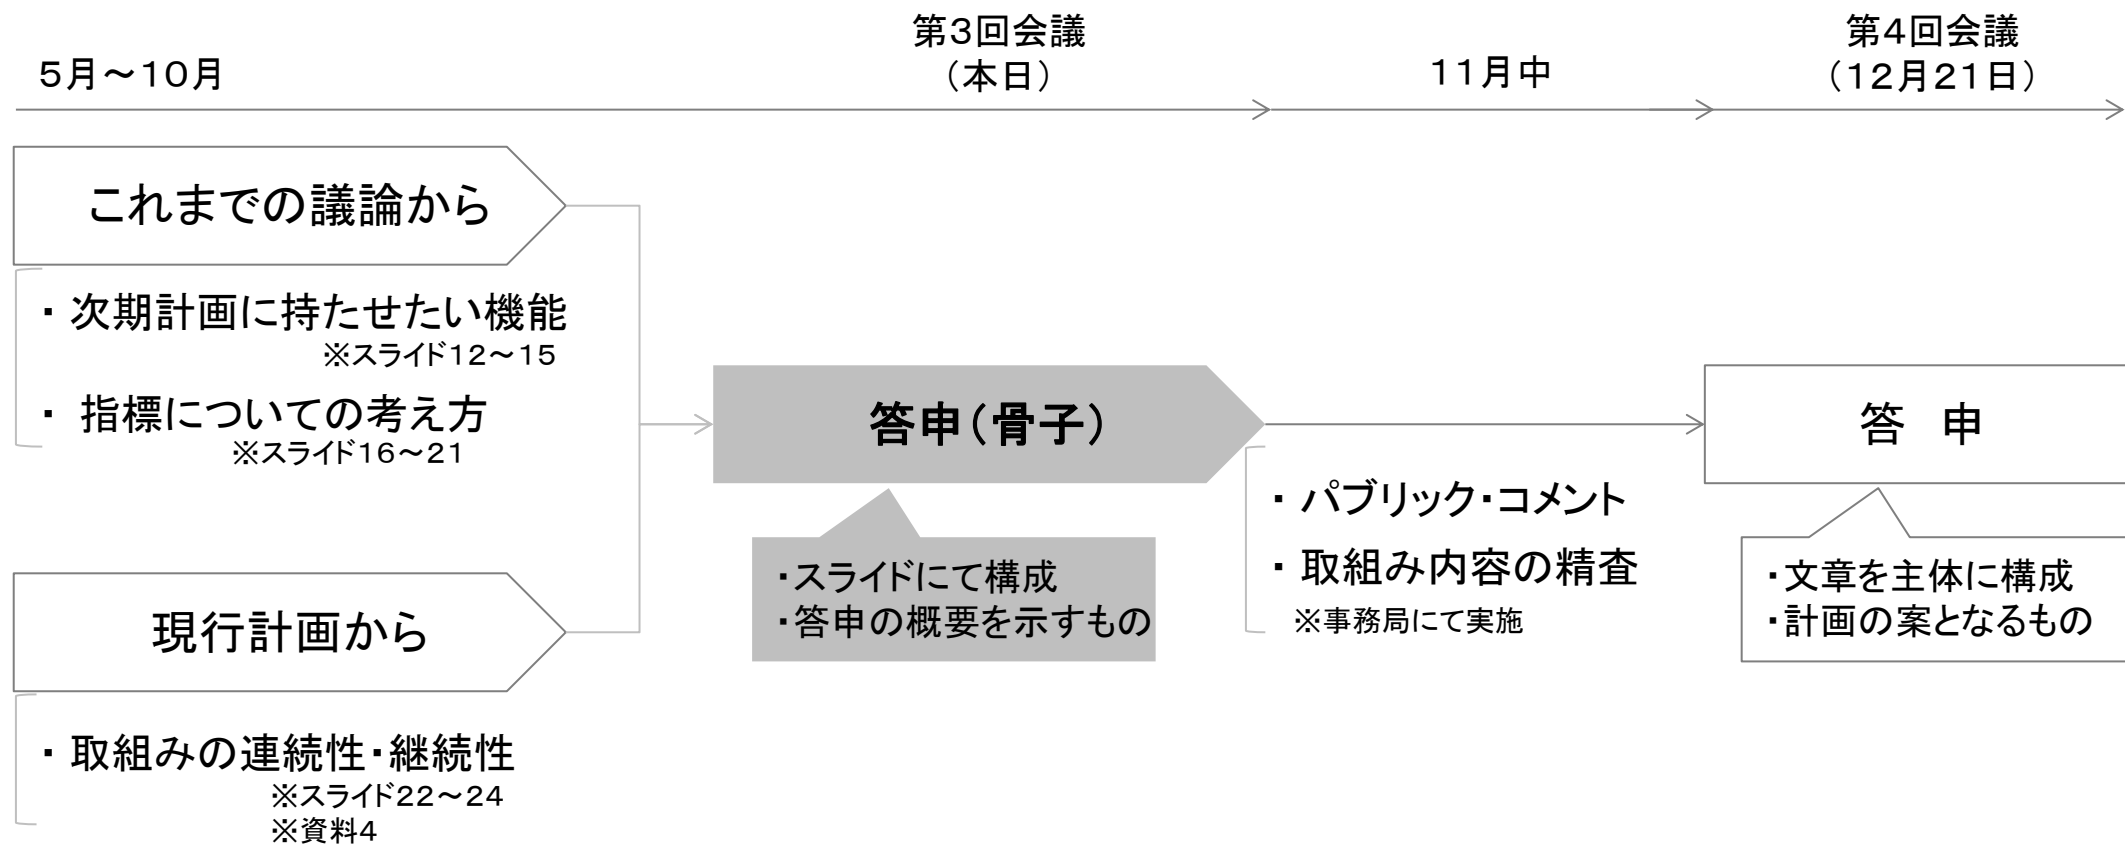 5月～10月
第3回会議
（本日）
11月中
第4回会議
（12月21日）
これまでの議論から
・次期計画に持たせたい機能
※スライド12～15
・ 指標についての考え方
※スライド16～21
現行計画から
・取組みの連続性・継続性
※スライド22～24
※資料4
答申（骨子）
・スライドにて構成
・答申の概要を示すもの
・パブリック・コメント
・取組み内容の精査
※事務局にて実施
答 申
・文章を主体に構成
・計画の案となるもの